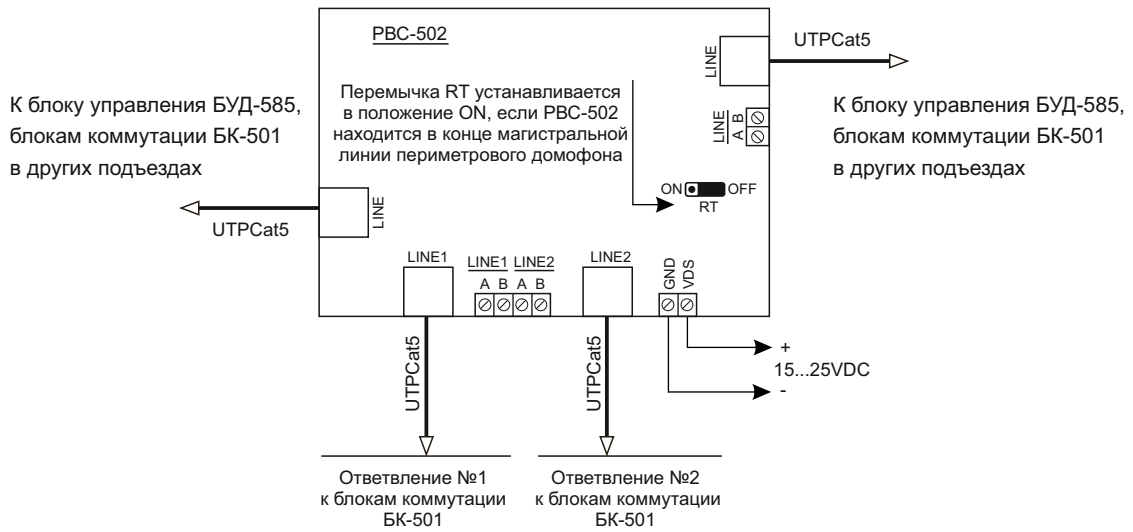 РВС-502
UTPCat5
LINE
К блоку управления БУД-585,
блокам коммутации БК-501
в других подъездах
Перемычка RT устанавливается
в положение ON, если РВС-502
находится в конце магистральной
линии периметрового домофона
LINE
A B
К блоку управления БУД-585,
блокам коммутации БК-501
в других подъездах
ON OFF
RT
LINE
UTPCat5
LINE1 LINE1 LINE2 LINE2
A B A B
GND
VDS
UTPCat5
UTPCat5
+
15...25VDC
-
Ответвление №1
к блокам коммутации
БК-501
Ответвление №2
к блокам коммутации
БК-501